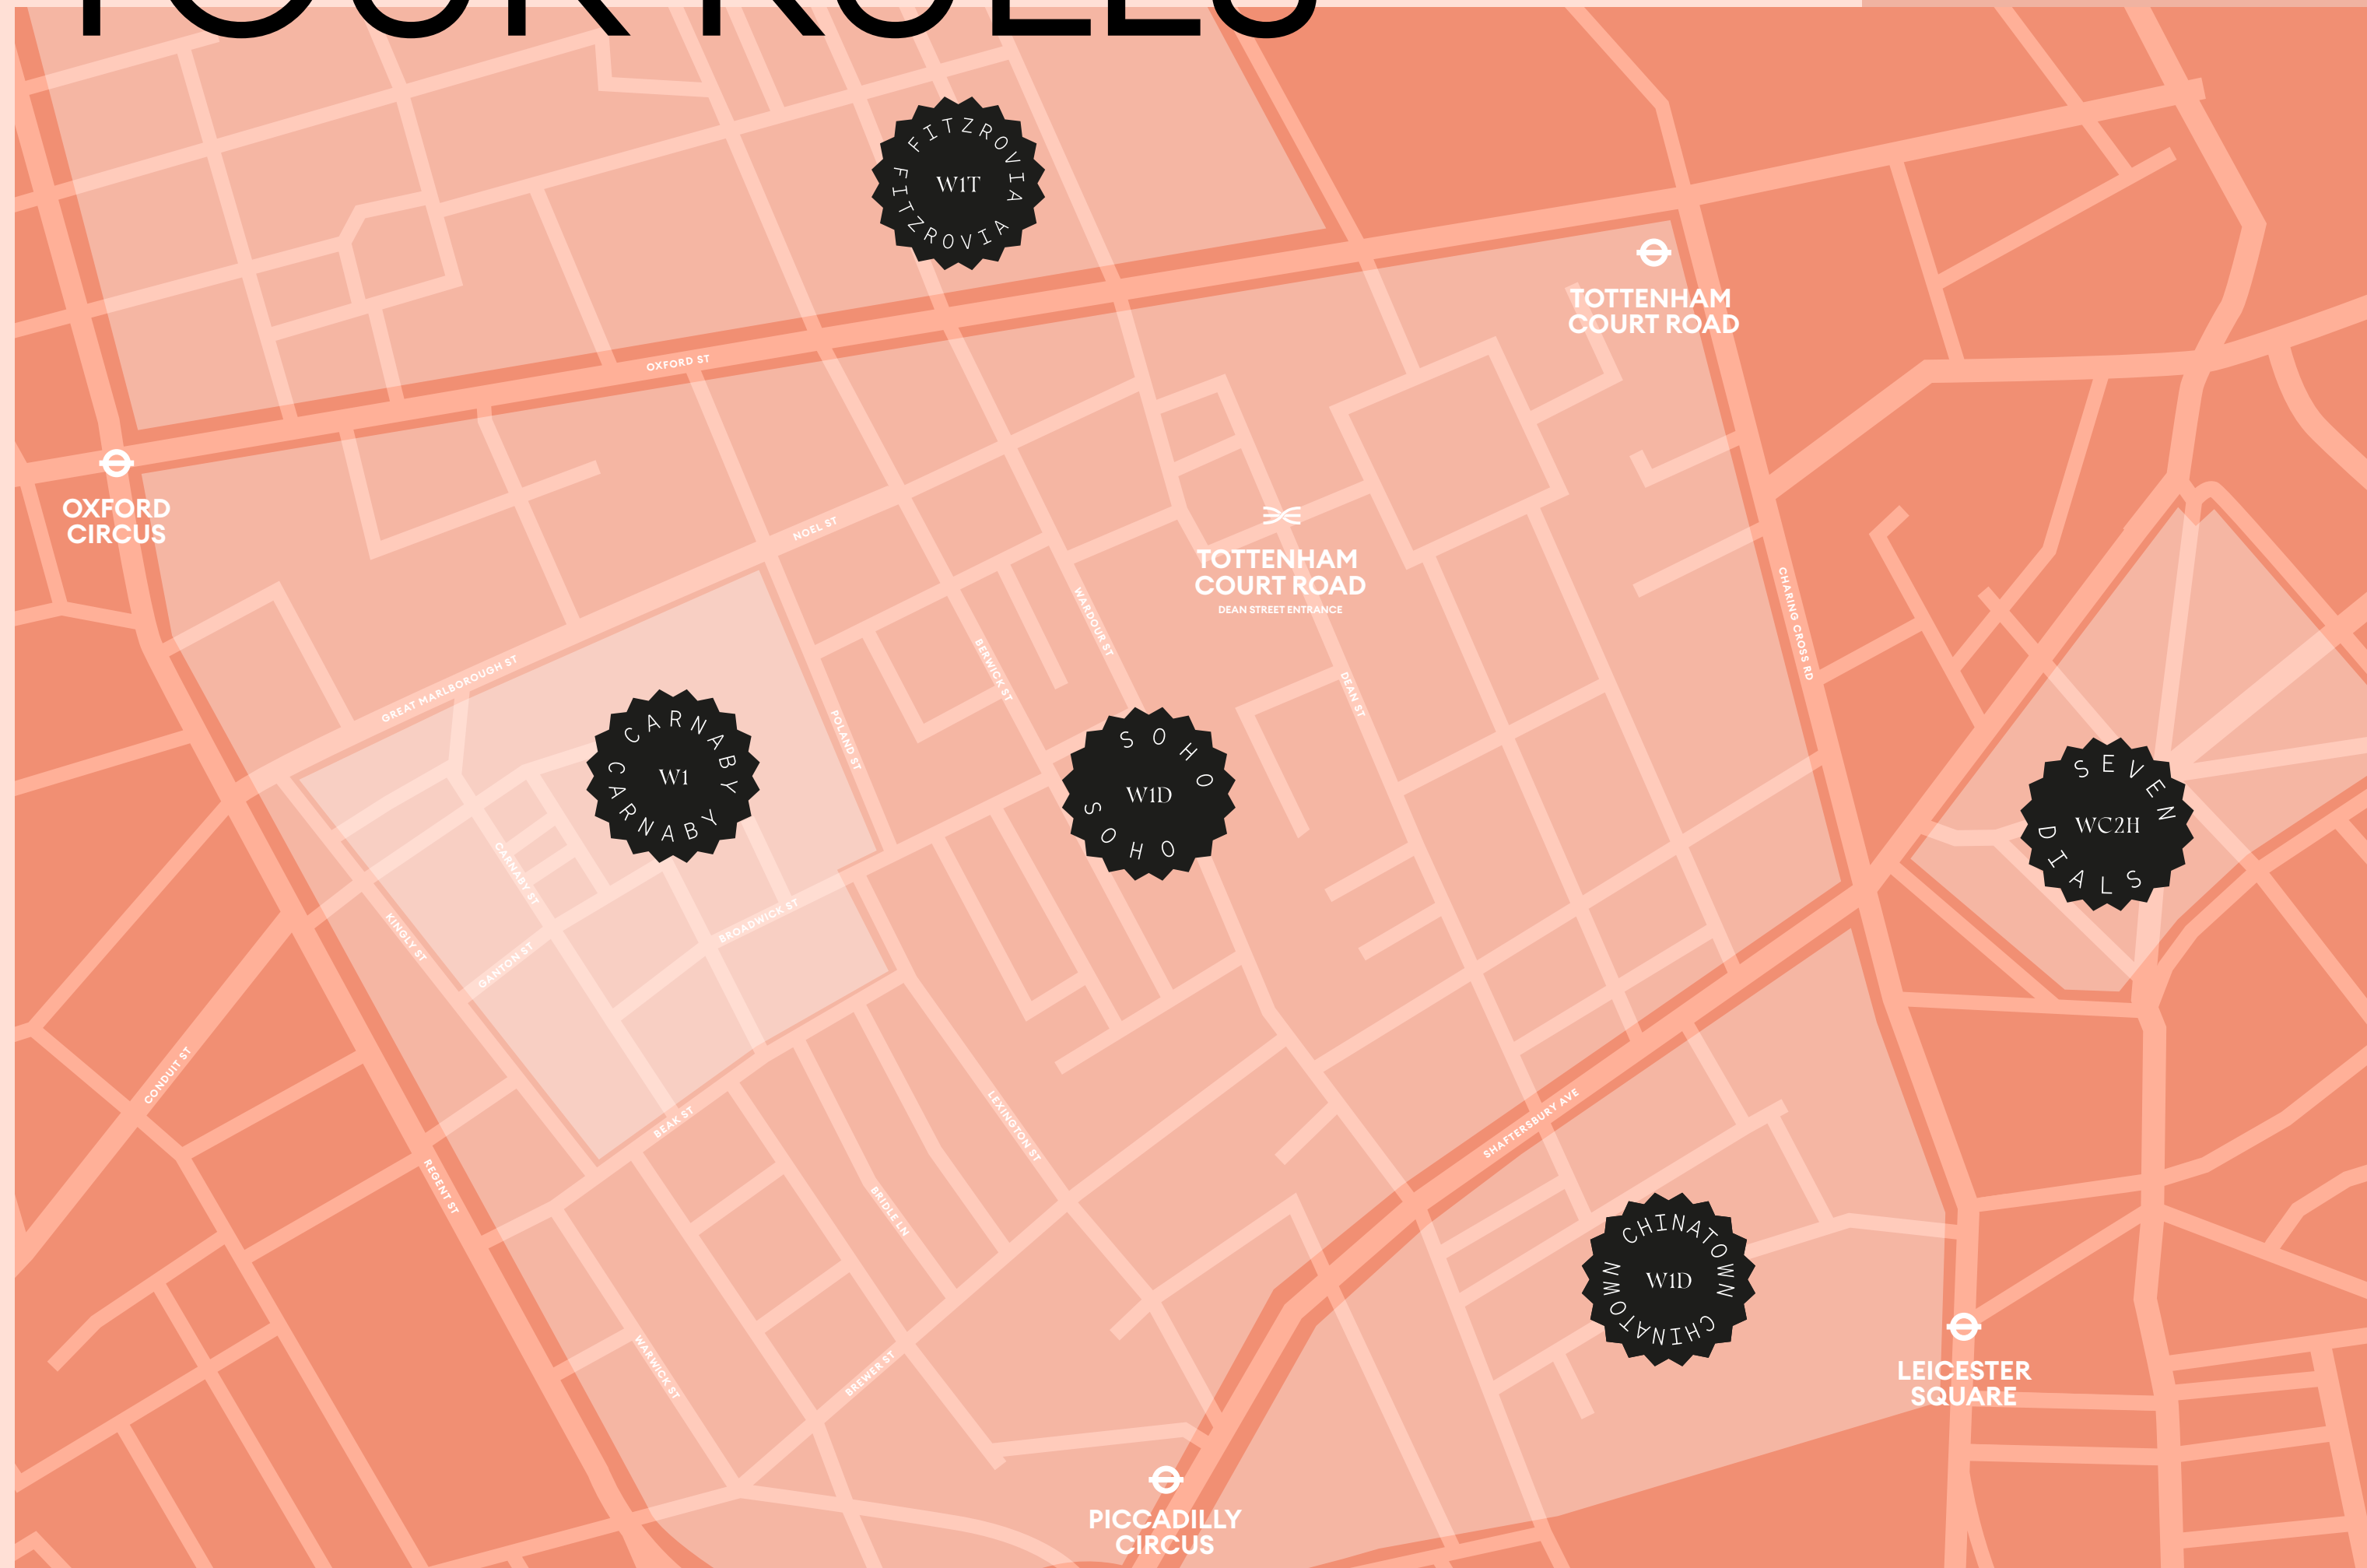 YOUR RULES
FITZROVIA
W1T
FITZROVIA
TOTTENHAM
COURT ROAD
OXFORD ST
OXFORD
CIRCUS
NOEL ST
TOTTENHAM
COURT ROAD
DEAN STREET ENTRANCE
CHARING CROSS RD
WARDOUR ST
BERWICK ST
GREAT MARLBOROUGH ST
DEAN ST
POLAND ST
CARNABY
W1
CARNABY
SOHO
W1D
SOHO
SEVEN
WC2H
DIALS
CARNABY ST
KINGLY ST
GANTON ST
BROADWICK ST
CONDUIT ST
BEAK ST
LEXINGTON ST
SHAFTERSBURY AVE
REGENT ST
BRIDLE LN
CHINATOWN
W1D
CHINATOWN
WARWICK ST
BREWER ST
LEICESTER
SQUARE
PICCADILLY
CIRCUS